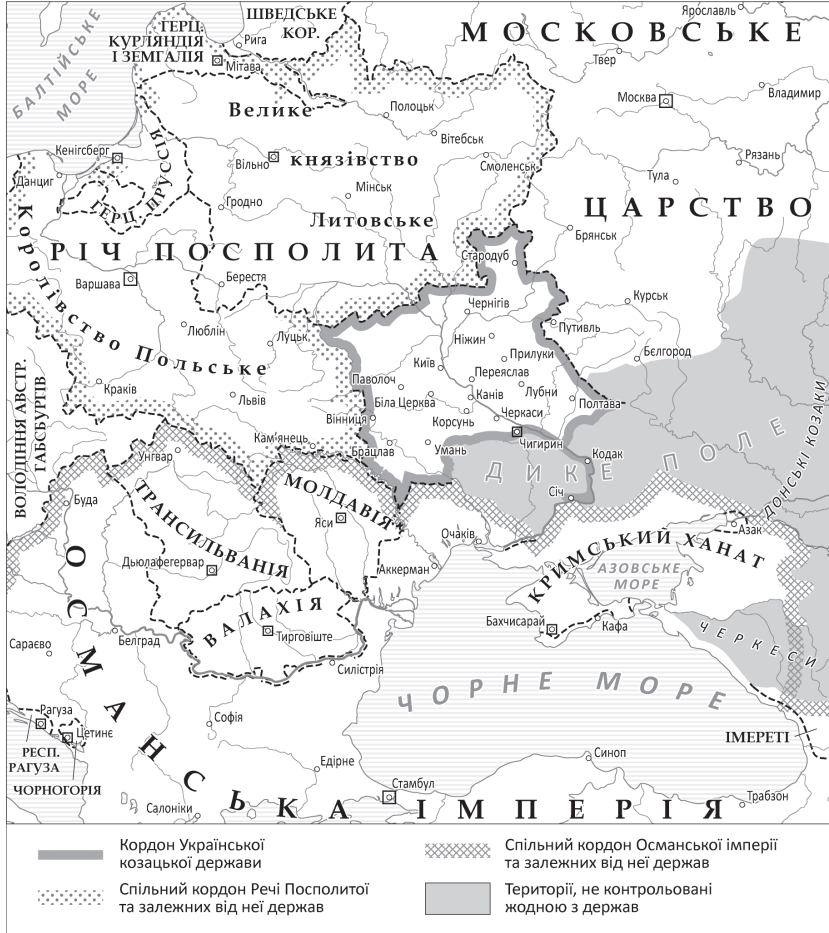 ШВЕДСЬКЕ
КОР.
ГЕРЦ.
КУРЛЯНДІЯ
І ЗЕМГАЛІЯ
Рига
Мітава
БАЛТІЙСЬКЕ
МОРЕ
МОСКОВСЬКЕ
ЦАРСТВО
Ярославль
Твер
Москва
Владимир
Рязань
Тула
Брянськ
Курськ
Бєлгород
Путивль
Велике
князівство
Литовське
Полоцьк
Вітебськ
Смоленськ
Вільно
Мінськ
Гродно
Кенігсберг
Данциг
ГЕРЦ. ПРУССІЯ
РІЧ ПОСПОЛИТА
Королівство Польське
Варшава
Берестя
Люблін
Луцьк
Краків
Львів
Кам'янець
Стародуб
Чернігів
Ніжин
Прилуки
Київ
Переяслав
Лубни
Паволоч
Біла Церква
Канів
Черкаси
Полтава
Корсунь
Вінниця
Чигирин
Умань
Брацлав
Кодак
Січ
ДИКЕ ПОЛЕ
ДОНСЬКІ КОЗАКИ
ВОЛОДІННЯ АВСТР.
ГАБСБУРГІВ
Унгвар
Буда
ТРАНСИЛЬВАНІЯ
Дьюлафегервар
МОЛДАВІЯ
Яси
Очаків
Аккерман
ВАЛАХІЯ
Тирговіште
КРИМСЬКИЙ ХАНАТ
Азак
АЗОВСЬКЕ
МОРЕ
Бахчисарай
Кафа
ЧЕРКЕСИ
Сараєво
Белград
Силістрія
ЧОРНЕ МОРЕ
Рагуза
Цетинє
РЕСП.
РАГУЗА
ЧОРНОГОРІЯ
Софія
Едірне
Стамбул
Салоніки
Синоп
Трабзон
ІМЕРЕТІ
ОСМАНСЬКА ІМПЕРІЯ
Кордон Української
козацької держави
Спільний кордон Речі Посполитої
та залежних від неї держав
Спільний кордон Османської імперії
та залежних від неї держав
Території, не контрольовані
жодною з держав